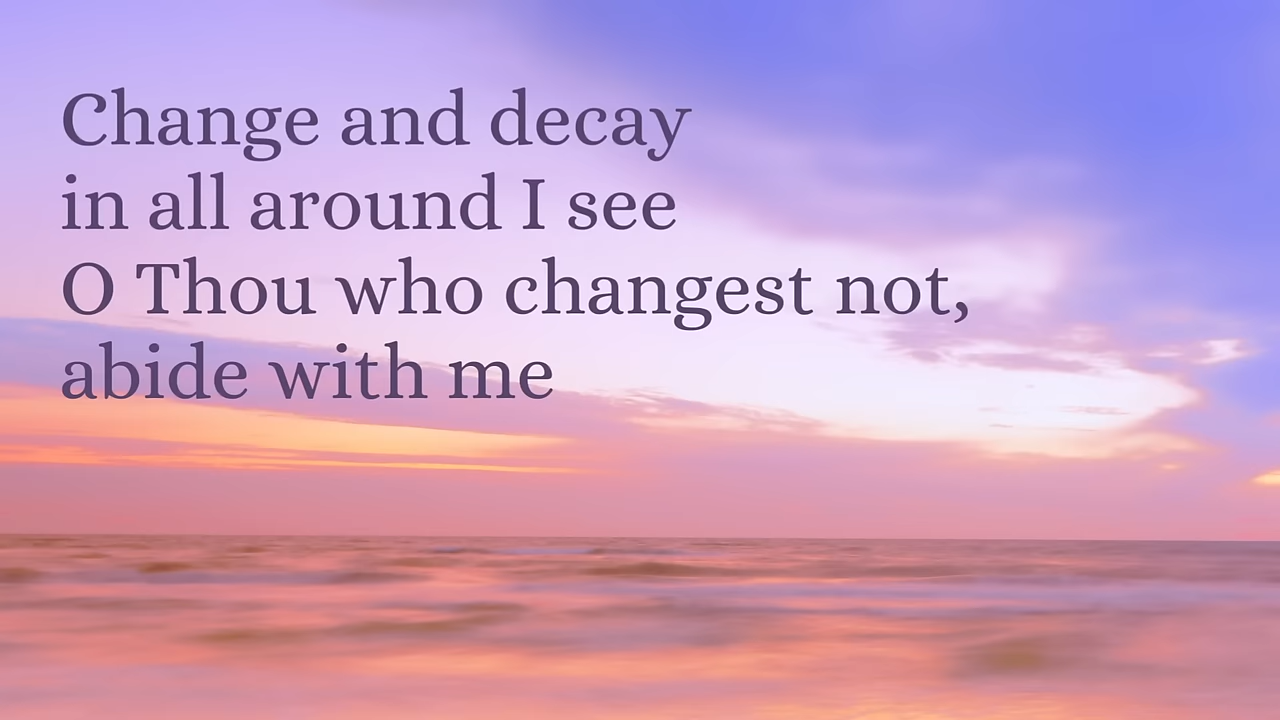 Change and decay
in all around I see
O Thou who changest not,
abide with me